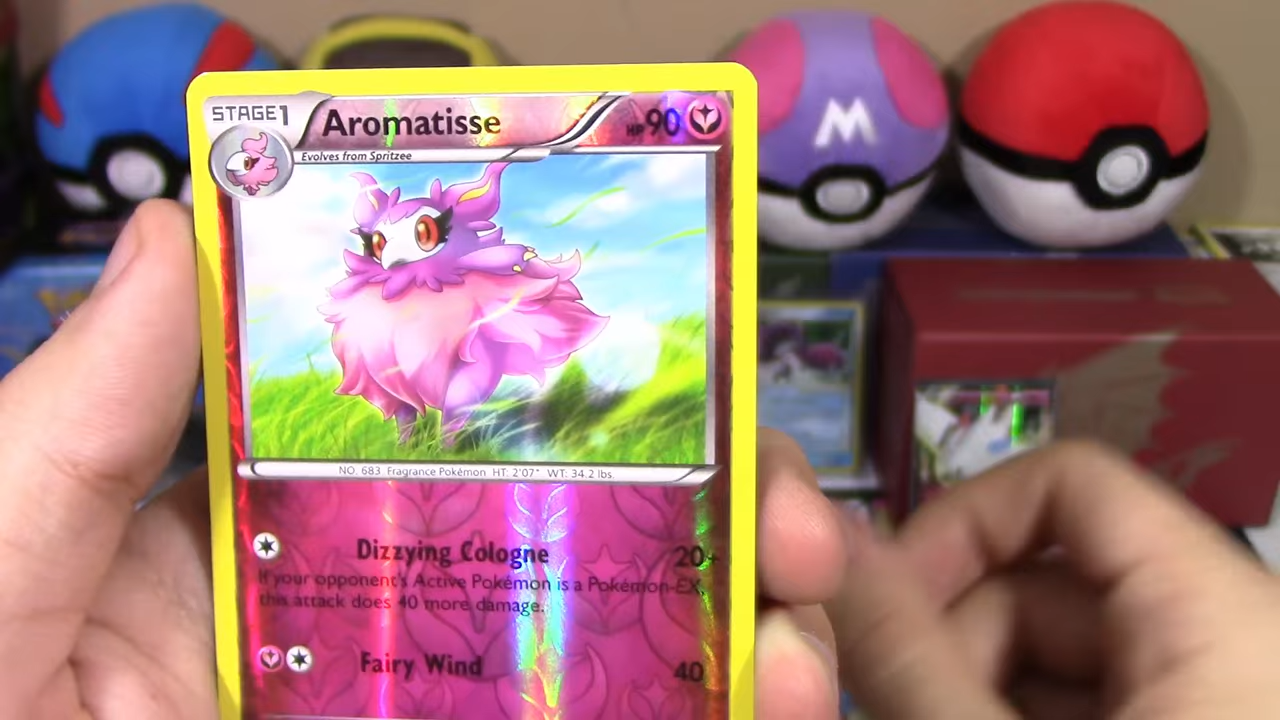 STAGE1
Aromatisse
HP90
Evolves from Spritzee
M
NO. 683 Fragrance Pokémon HT: 2'07" WT: 34.2 lbs.
Dizzying Cologne 20+
If your opponent's Active Pokémon is a Pokémon-EX,
this attack does 40 more damage.
Fairy Wind 40